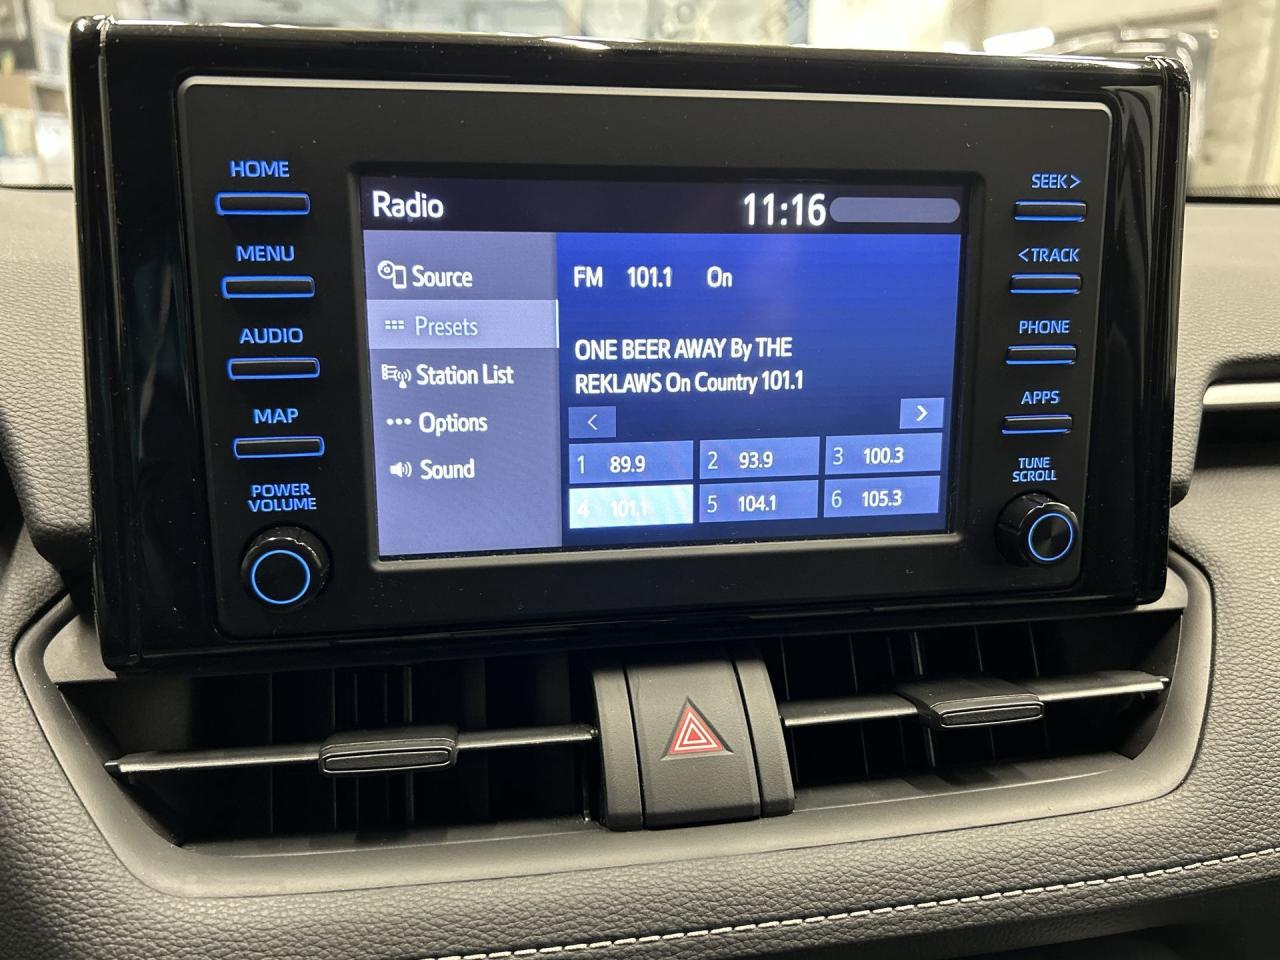 HOME
MENU
AUDIO
MAP
POWER
VOLUME
Radio
11:16
Source
Presets
Station List
Options
Sound
FM 101.1 On
ONE BEER AWAY By THE
REKLAWS On Country 101.1
<
>
1 89.9
2 93.9
3 100.3
4 101.1
5 104.1
6 105.3
SEEK>
<TRACK
PHONE
APPS
TUNE
SCROLL